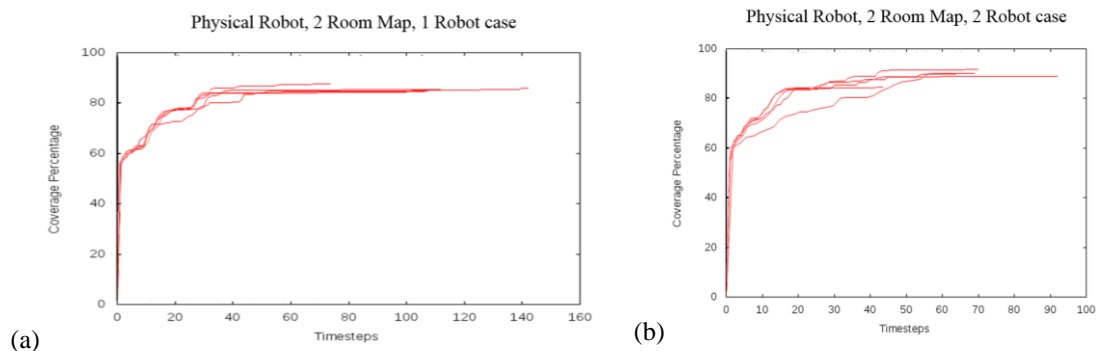 Physical Robot, 2 Room Map, 1 Robot case
100
80
60
40
20
0
Coverage Percentage
0 20 40 60 80 100 120 140 160
Timesteps
(a)
Physical Robot, 2 Room Map, 2 Robot case
100
80
60
40
20
0
Coverage Percentage
0 10 20 30 40 50 60 70 80 90 100
Timesteps
(b)